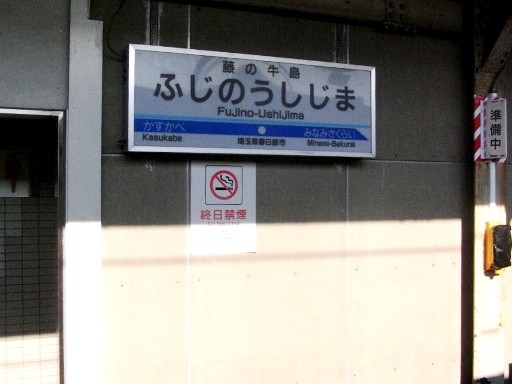 藤の牛島
ふじのうしじま
Fujino-Ushijima
かすかべ
みなみさくらい
Kasukabe
埼玉県春日部市
Minami-Sakurai
終日禁煙
準備中